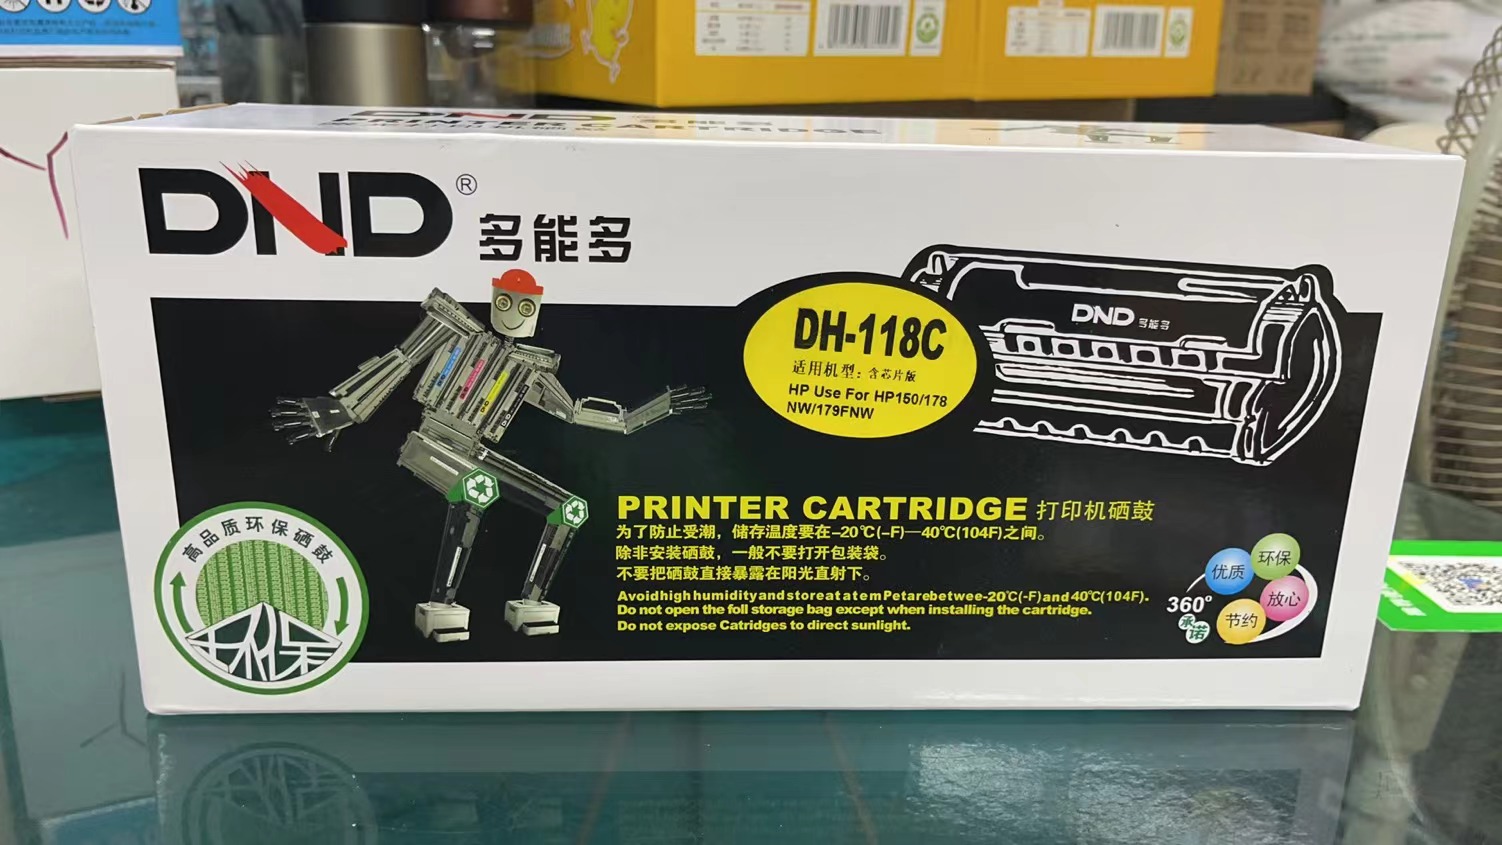 PRINTER CARTRIDGE
DND® 多能多
DND 多能多
DH-118C
适用机型：含芯片版
HP Use For HP150/178
NW/179FNW
PRINTER CARTRIDGE 打印机硒鼓
为了防止受潮，储存温度要在-20℃(-F)—40℃(104F)之间。
除非安装硒鼓，一般不要打开包装袋。
不要把硒鼓直接暴露在阳光直射下。
Avoidhighhumidityandstoreatatem Petarebetwee-20℃(-F)and40℃(104F).
Do not open the foll storage bag except when installing the cartridge.
Do not expose Catridges to direct sunlight.
高品质环保硒鼓
环保
360°
承诺
优质
环保
放心
节约